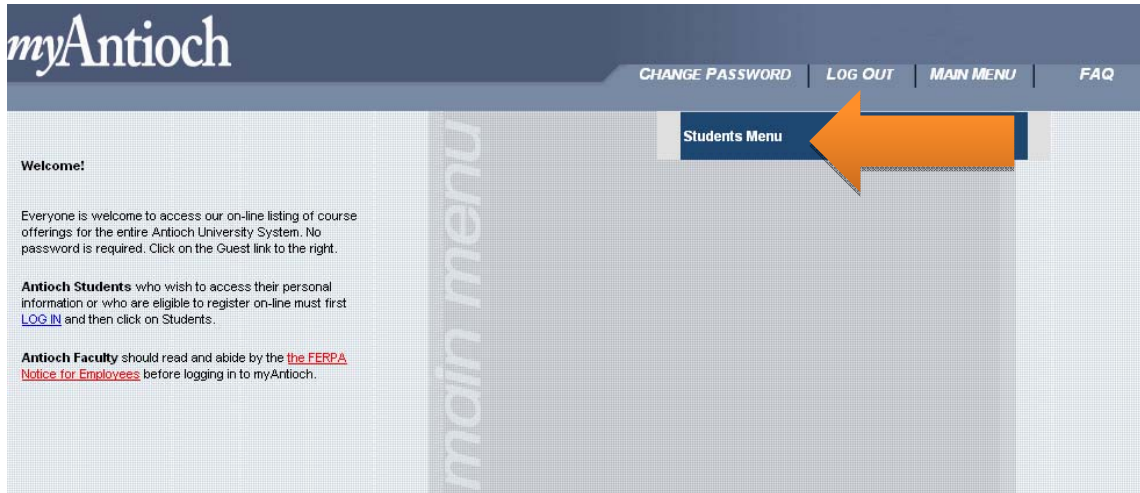 myAntioch
CHANGE PASSWORD LOG OUT MAIN MENU FAQ
Students Menu
Welcome!
Everyone is welcome to access our on-line listing of course
offerings for the entire Antioch University System. No
password is required. Click on the Guest link to the right.
Antioch Students who wish to access their personal
information or who are eligible to register on-line must first
LOG IN and then click on Students.
Antioch Faculty should read and abide by the the FERPA
Notice for Employees before logging in to myAntioch.
main menu